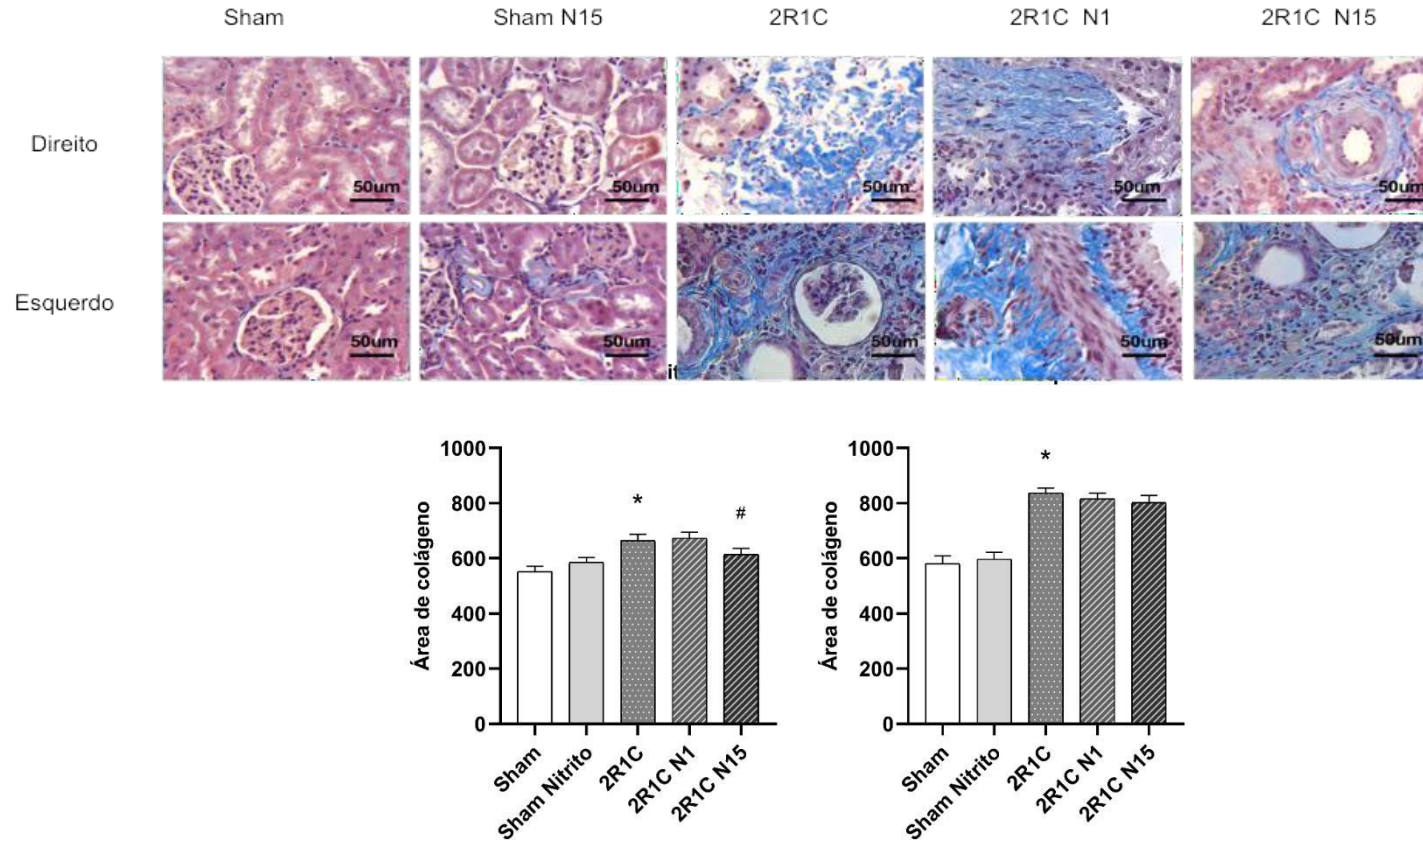 Sham Sham N15 2R1C 2R1C N1 2R1C N15
Direito
50um 50um 50um 50um 50um
Esquerdo
50um 50um 50um 50um 50um
1000
*
800
#
600
400
200
0
Área de colágeno
Sham
Sham Nitrito
2R1C
2R1C N1
2R1C N15
1000
*
800
600
400
200
0
Área de colágeno
Sham
Sham Nitrito
2R1C
2R1C N1
2R1C N15